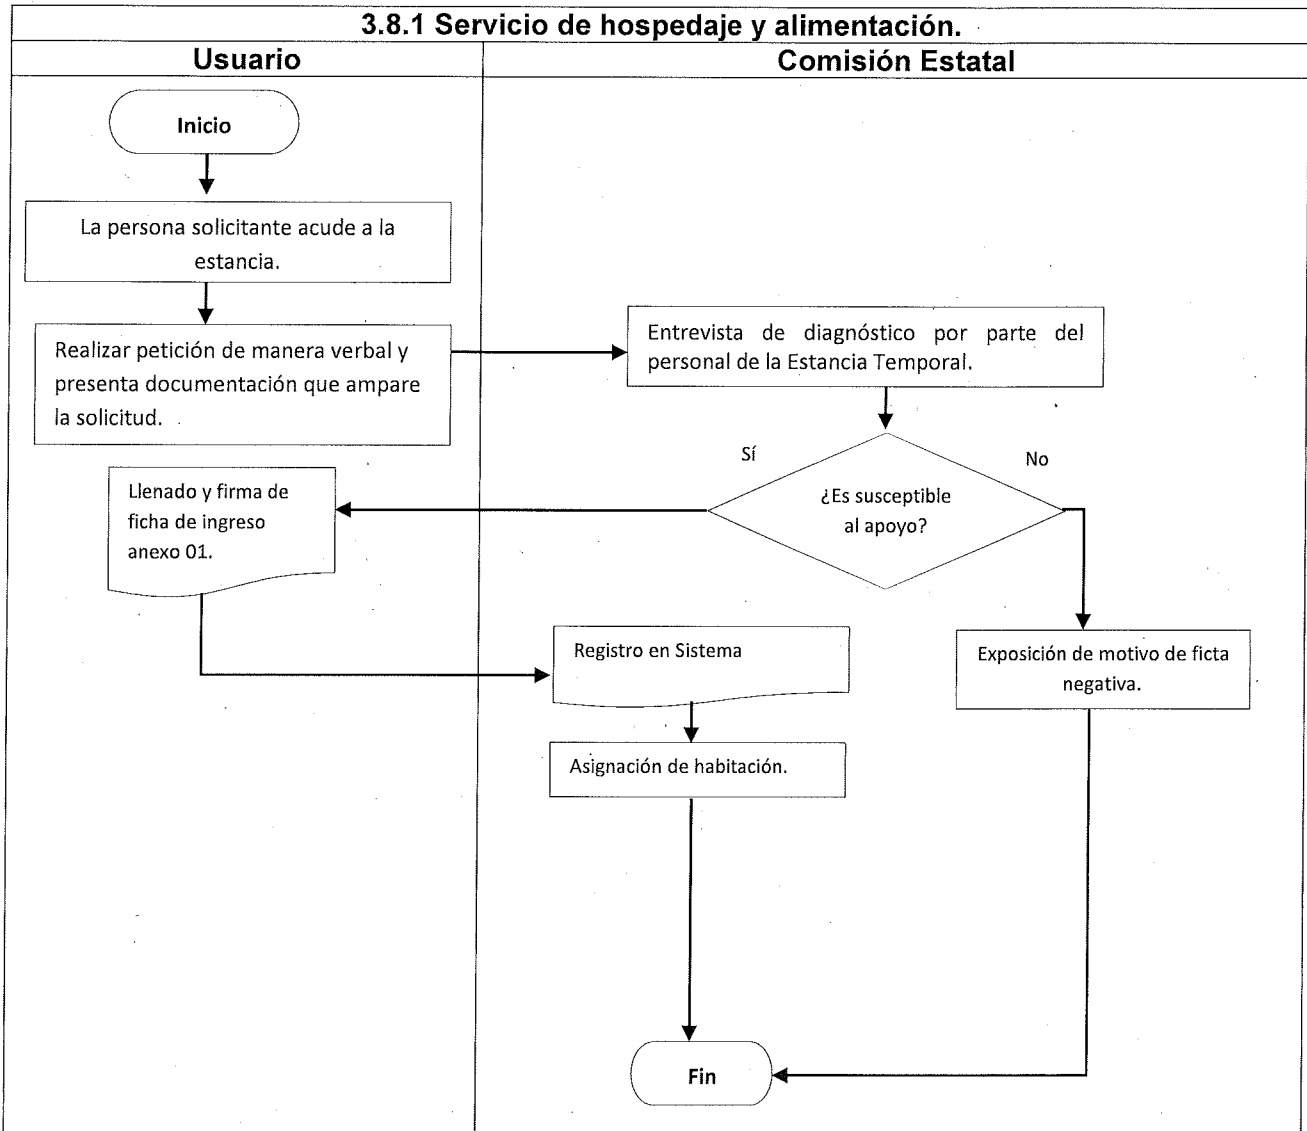 3.8.1 Servicio de hospedaje y alimentación.
Usuario
Comisión Estatal
Inicio
La persona solicitante acude a la
estancia.
Realizar petición de manera verbal y
presenta documentación que ampare
la solicitud.
Entrevista de diagnóstico por parte del
personal de la Estancia Temporal.
Sí
No
¿Es susceptible
al apoyo?
Llenado y firma de
ficha de ingreso
anexo 01.
Registro en Sistema
Exposición de motivo de ficta
negativa.
Asignación de habitación.
Fin